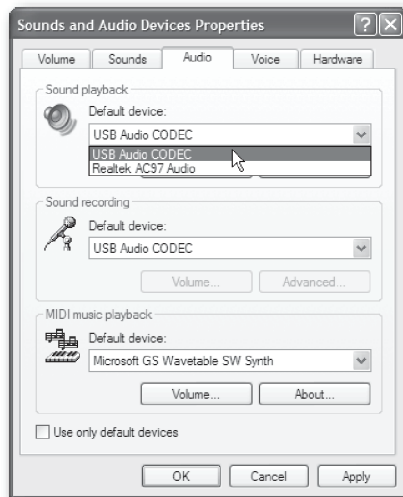 Sounds and Audio Devices Properties
Volume Sounds Audio Voice Hardware
Sound playback
Default device:
USB Audio CODEC
USB Audio CODEC
Realtek AC97 Audio
Sound recording
Default device:
USB Audio CODEC
Volume... Advanced...
MIDI music playback
Default device:
Microsoft GS Wavetable SW Synth
Volume... About...
Use only default devices
OK Cancel Apply